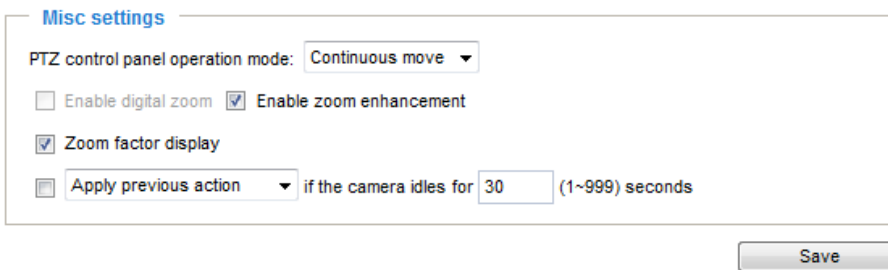 Misc settings
PTZ control panel operation mode: Continuous move
Enable digital zoom Enable zoom enhancement
Zoom factor display
Apply previous action if the camera idles for 30 (1~999) seconds
Save